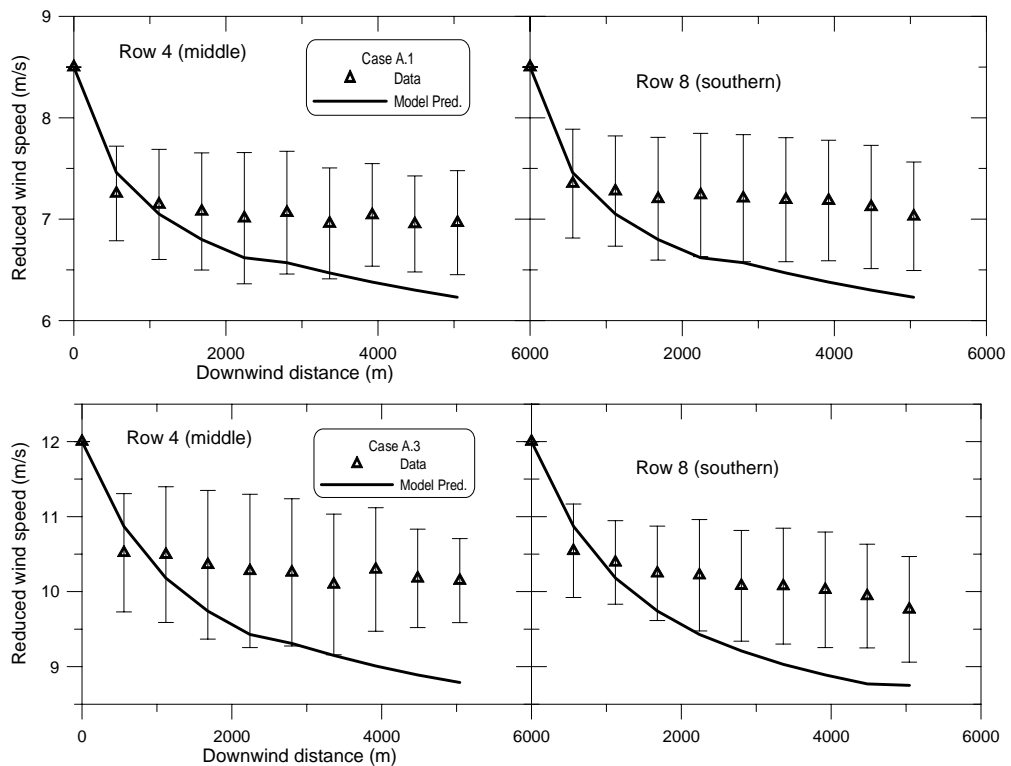 9
8
7
6
Reduced wind speed (m/s)
Row 4 (middle)
Case A.1
Data
Model Pred.
Row 8 (southern)
0
2000
4000
6000
2000
4000
6000
Downwind distance (m)
12
11
10
9
Reduced wind speed (m/s)
Row 4 (middle)
Case A.3
Data
Model Pred.
Row 8 (southern)
0
2000
4000
6000
2000
4000
6000
Downwind distance (m)